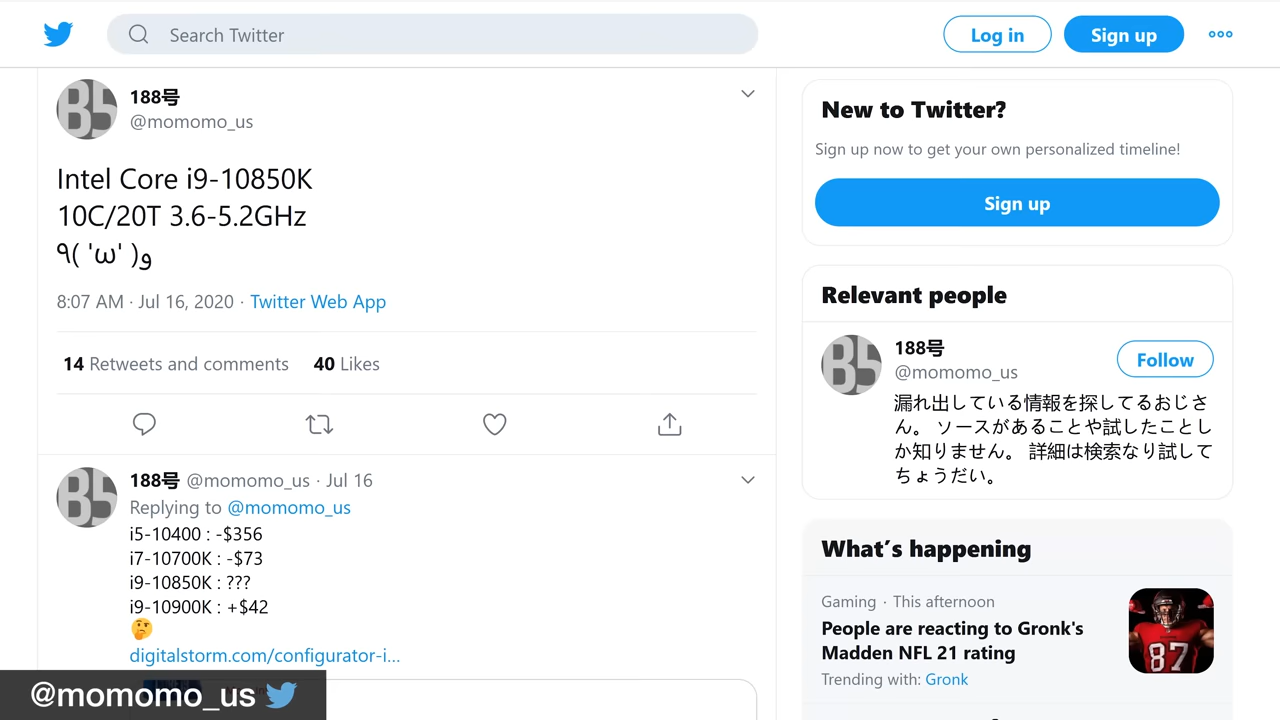 Search Twitter
Log in
Sign up
188号
@momomo_us
Intel Core i9-10850K
10C/20T 3.6-5.2GHz
٩( 'ω' )و
8:07 AM · Jul 16, 2020 · Twitter Web App
14 Retweets and comments 40 Likes
188号 @momomo_us · Jul 16
Replying to @momomo_us
i5-10400 : -$356
i7-10700K : -$73
i9-10850K : ???
i9-10900K : +$42
🤔
digitalstorm.com/configurator-i...
@momomo_us
New to Twitter?
Sign up now to get your own personalized timeline!
Sign up
Relevant people
188号
@momomo_us
Follow
漏れ出している情報を探してるおじさ
ん。 ソースがあることや試したことし
か知りません。 詳細は検索なり試して
ちょうだい。
What's happening
Gaming · This afternoon
People are reacting to Gronk's
Madden NFL 21 rating
Trending with: Gronk
87